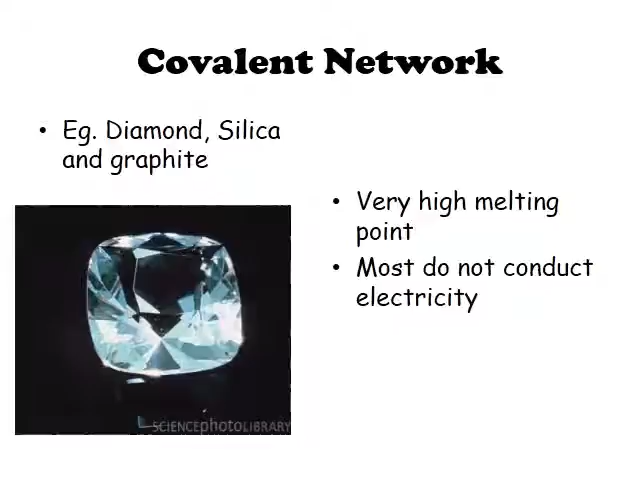 Covalent Network
• Eg. Diamond, Silica
and graphite
• Very high melting
point
• Most do not conduct
electricity
SCIENCEphotoLIBRARY